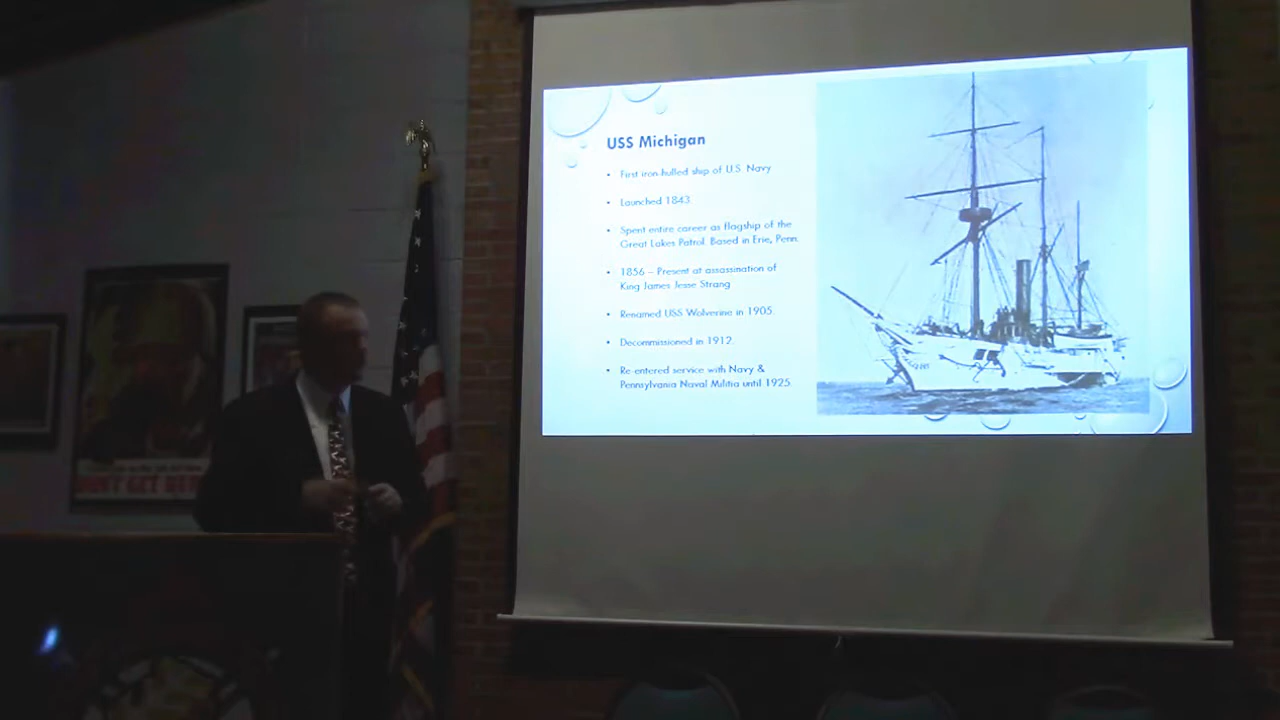 USS Michigan
• First iron-hulled ship of U.S. Navy
• Launched 1843
• Spent entire career as flagship of the
Great Lakes Patrol. Based in Erie, Penn.
• 1856 – Present at assassination of
King James Jesse Strang
• Renamed USS Wolverine in 1905.
• Decommissioned in 1912.
• Re-entered service with Navy &
Pennsylvania Naval Militia until 1925.
DON'T GET